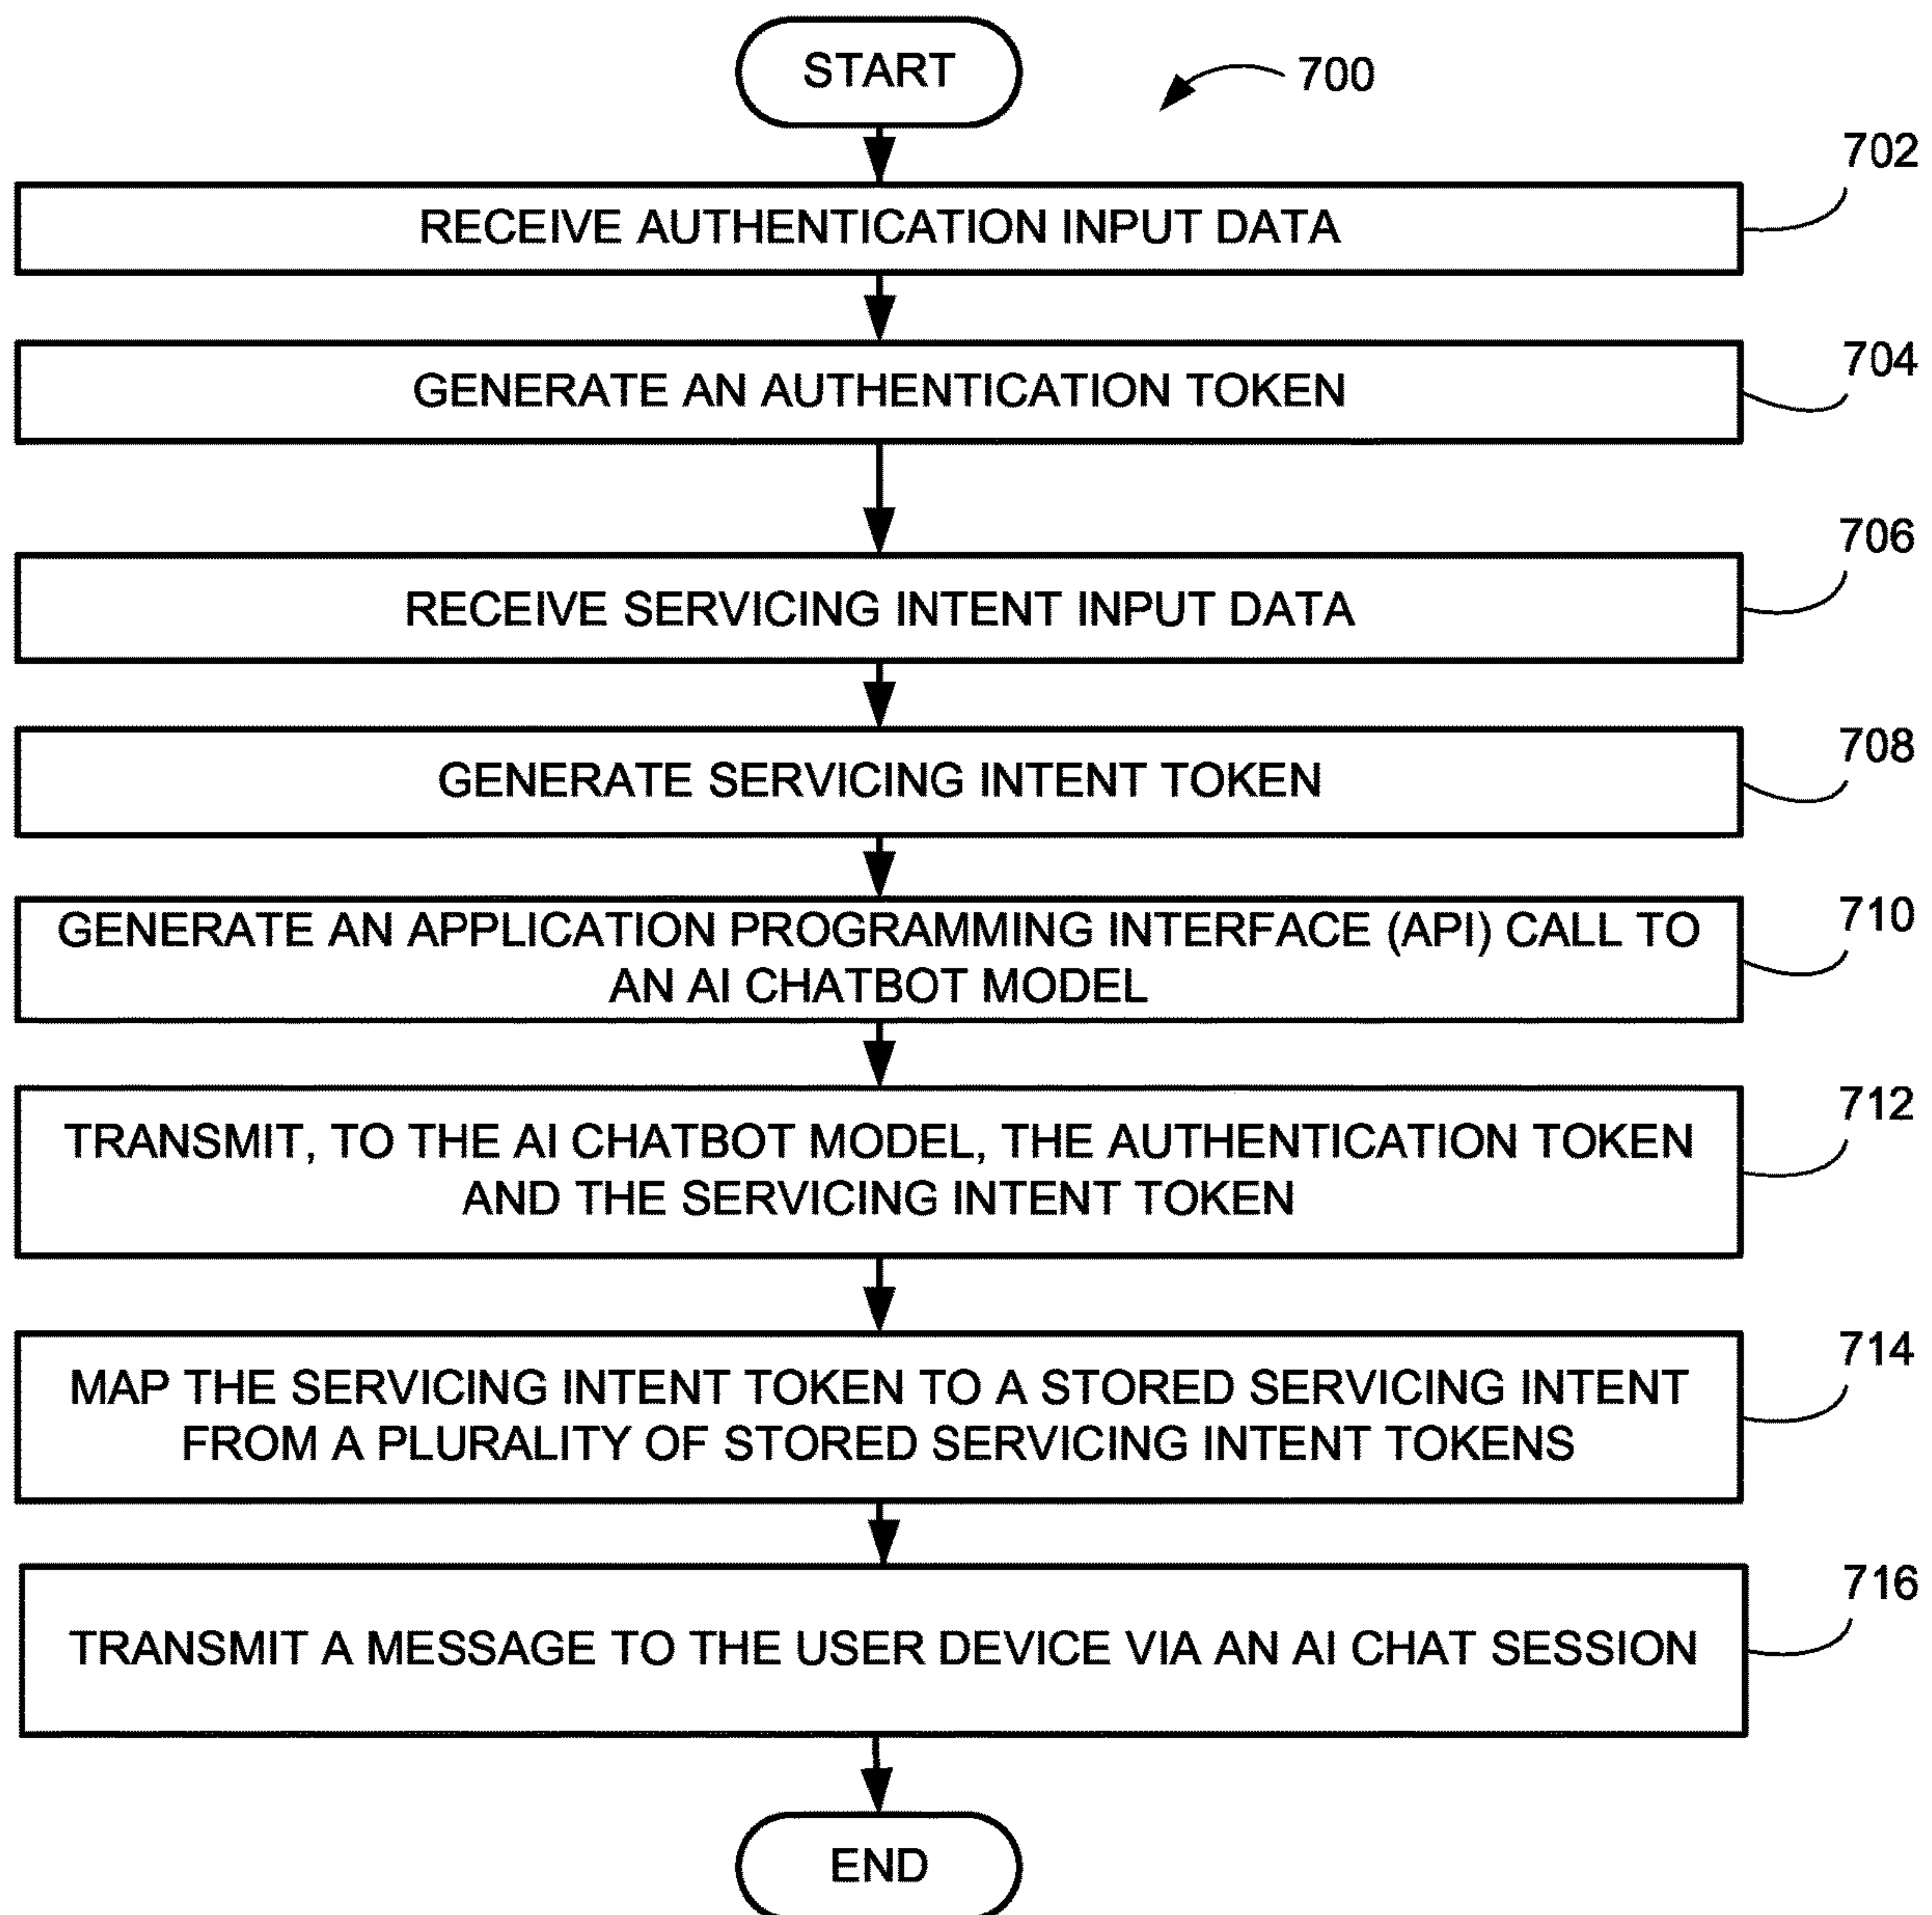 START
700
702
RECEIVE AUTHENTICATION INPUT DATA
704
GENERATE AN AUTHENTICATION TOKEN
706
RECEIVE SERVICING INTENT INPUT DATA
708
GENERATE SERVICING INTENT TOKEN
710
GENERATE AN APPLICATION PROGRAMMING INTERFACE (API) CALL TO
AN AI CHATBOT MODEL
712
TRANSMIT, TO THE AI CHATBOT MODEL, THE AUTHENTICATION TOKEN
AND THE SERVICING INTENT TOKEN
714
MAP THE SERVICING INTENT TOKEN TO A STORED SERVICING INTENT
FROM A PLURALITY OF STORED SERVICING INTENT TOKENS
716
TRANSMIT A MESSAGE TO THE USER DEVICE VIA AN AI CHAT SESSION
END